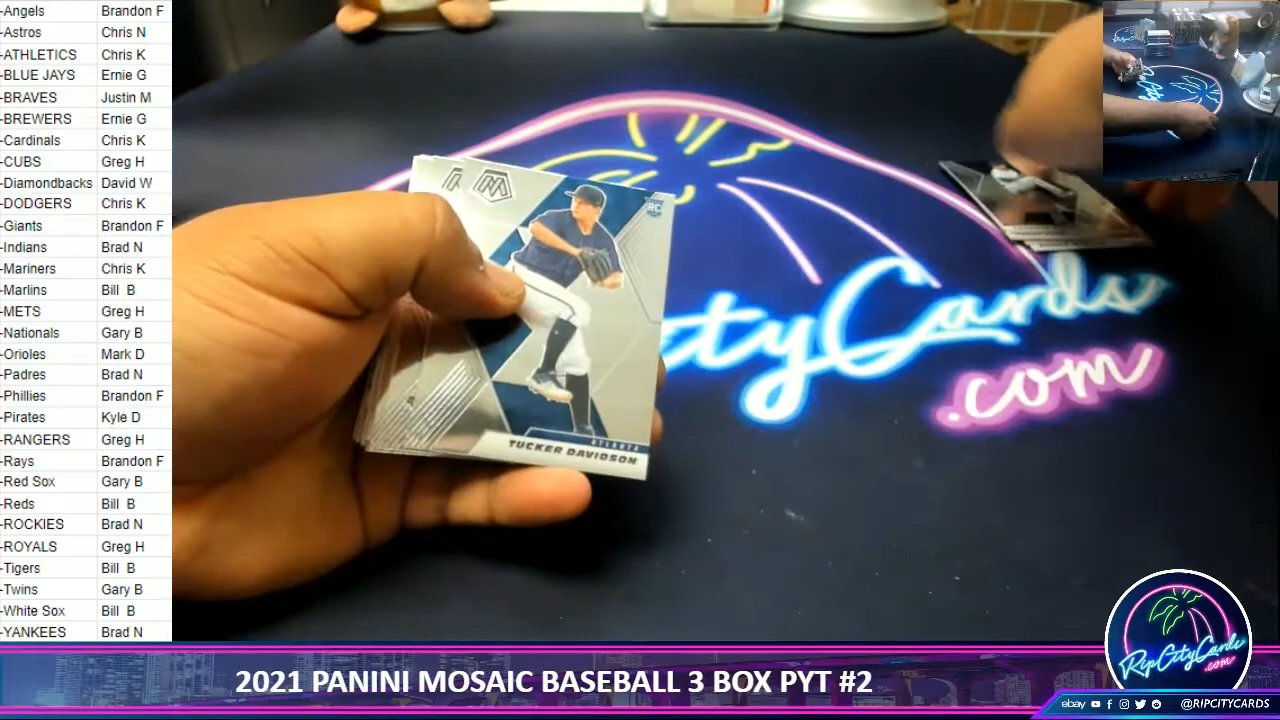 -Angels Brandon F
-Astros Chris N
-ATHLETICS Chris K
-BLUE JAYS Ernie G
-BRAVES Justin M
-BREWERS Ernie G
-Cardinals Chris K
-CUBS Greg H
-Diamondbacks David W
-DODGERS Chris K
-Giants Brandon F
-Indians Brad N
-Mariners Chris K
-Marlins Bill B
-METS Greg H
-Nationals Gary B
-Orioles Mark D
-Padres Brad N
-Phillies Brandon F
-Pirates Kyle D
-RANGERS Greg H
-Rays Brandon F
-Red Sox Gary B
-Reds Bill B
-ROCKIES Brad N
-ROYALS Greg H
-Tigers Bill B
-Twins Gary B
-White Sox Bill B
-YANKEES Brad N
RC
ATLANTA
TUCKER DAVIDSON
ityCards
.com
2021 PANINI MOSAIC BASEBALL 3 BOX PYT #2
RipCityCards
.com
ebay @RIPCITYCARDS